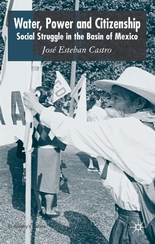 Water, Power and Citizenship
Social Struggle in the Basin of Mexico
José Esteban Castro
A